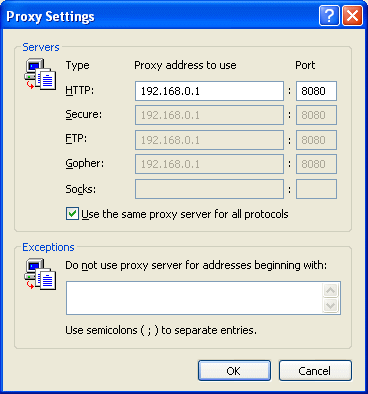 Proxy Settings
Servers
Type Proxy address to use Port
HTTP: 192.168.0.1 : 8080
Secure: 192.168.0.1 : 8080
FTP: 192.168.0.1 : 8080
Gopher: 192.168.0.1 : 8080
Socks: :
Use the same proxy server for all protocols
Exceptions
Do not use proxy server for addresses beginning with:
Use semicolons ( ; ) to separate entries.
OK Cancel